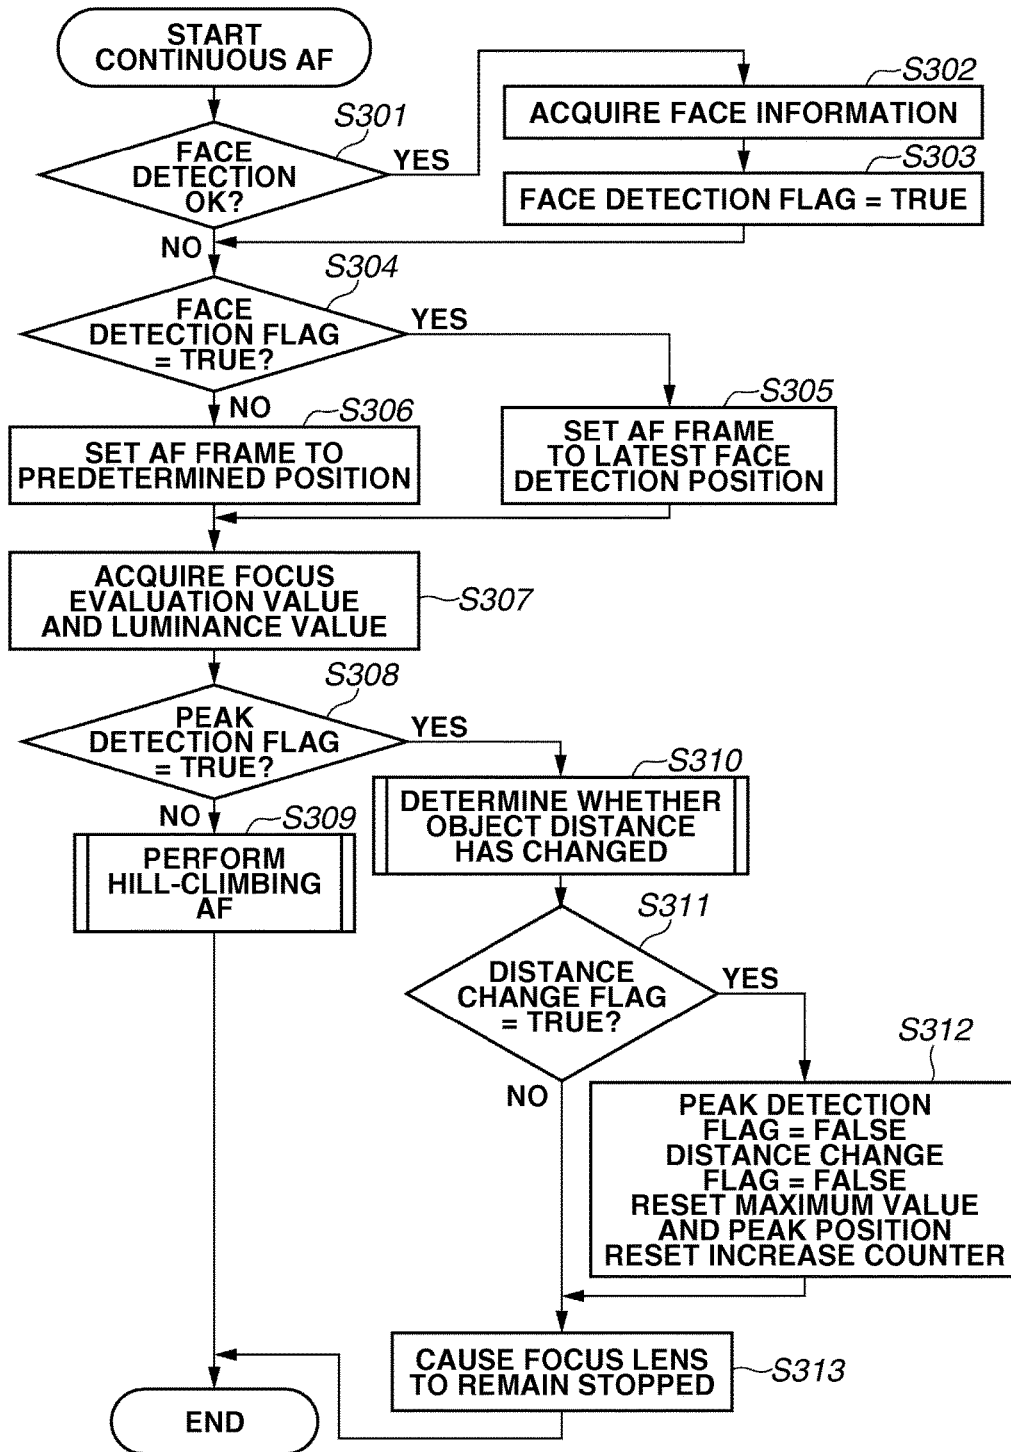 START
CONTINUOUS AF
S301
FACE
DETECTION
OK?
YES
S302
ACQUIRE FACE INFORMATION
S303
FACE DETECTION FLAG = TRUE
NO
S304
FACE
DETECTION FLAG
= TRUE?
YES
S305
SET AF FRAME
TO LATEST FACE
DETECTION POSITION
NO
S306
SET AF FRAME TO
PREDETERMINED POSITION
ACQUIRE FOCUS
EVALUATION VALUE
AND LUMINANCE VALUE
S307
S308
PEAK
DETECTION FLAG
= TRUE?
YES
NO
S309
PERFORM
HILL-CLIMBING
AF
S310
DETERMINE WHETHER
OBJECT DISTANCE
HAS CHANGED
S311
DISTANCE
CHANGE FLAG
= TRUE?
YES
NO
S312
PEAK DETECTION
FLAG = FALSE
DISTANCE CHANGE
FLAG = FALSE
RESET MAXIMUM VALUE
AND PEAK POSITION
RESET INCREASE COUNTER
CAUSE FOCUS LENS
TO REMAIN STOPPED
S313
END